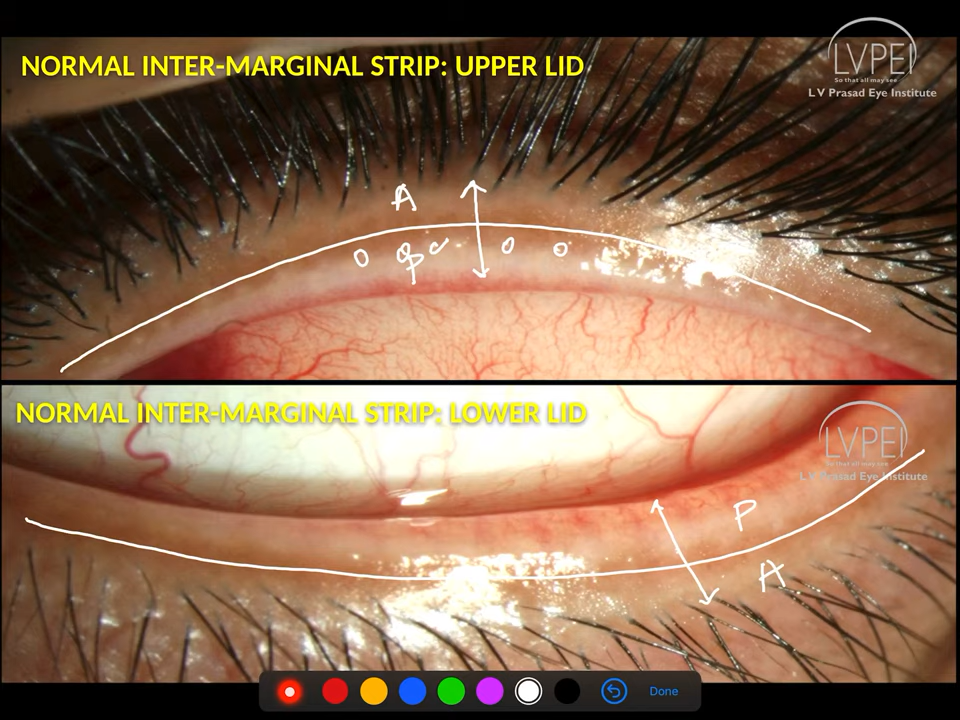 NORMAL INTER-MARGINAL STRIP: UPPER LID
LVPEI
So that all may see
L V Prasad Eye Institute
A
NORMAL INTER-MARGINAL STRIP: LOWER LID
LVPEI
So that all may see
L V Prasad Eye Institute
P
A
Done